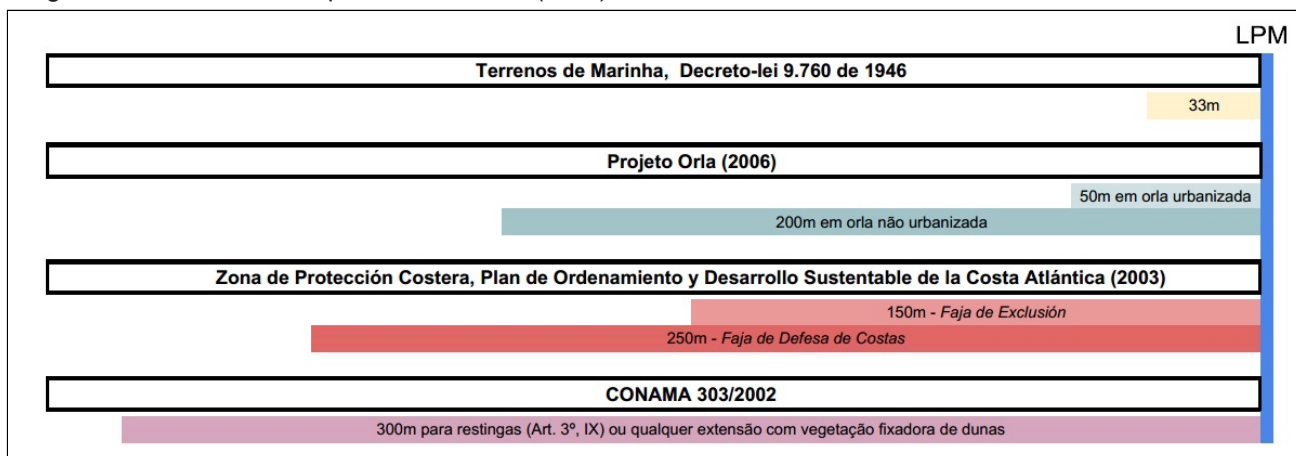 LPM
Terrenos de Marinha, Decreto-lei 9.760 de 1946
33m
Projeto Orla (2006)
50m em orla urbanizada
200m em orla não urbanizada
Zona de Protección Costera, Plan de Ordenamiento y Desarrollo Sustentable de la Costa Atlántica (2003)
150m - Faja de Exclusión
250m - Faja de Defesa de Costas
CONAMA 303/2002
300m para restingas (Art. 3º, IX) ou qualquer extensão com vegetação fixadora de dunas